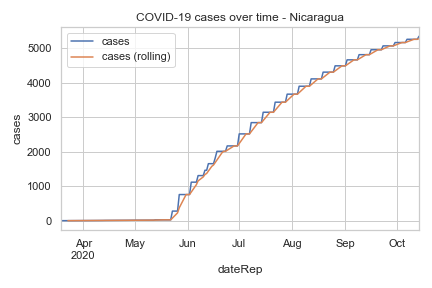 COVID-19 cases over time - Nicaragua
cases
cases (rolling)
5000
4000
3000
2000
1000
0
cases
Apr
2020
May
Jun
Jul
Aug
Sep
Oct
dateRep